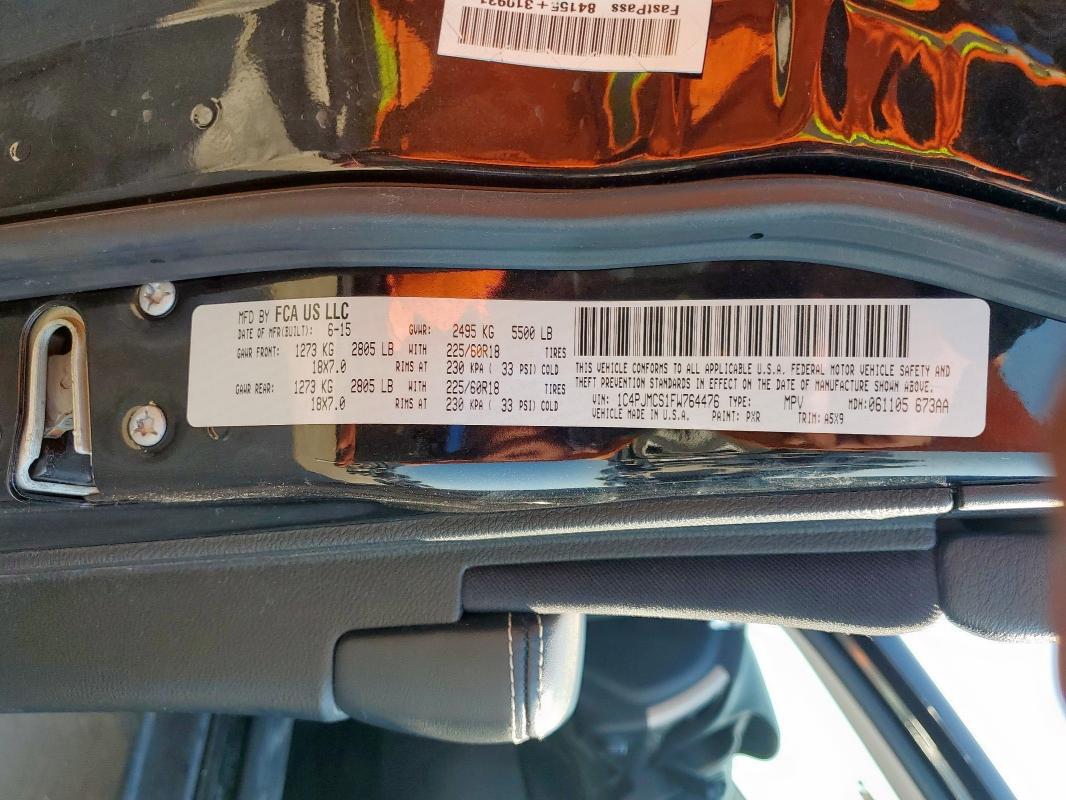 FastPass 84155+310931
MFD BY FCA US LLC
DATE OF MFR(BUILT): 6-15 GVWR: 2495 KG 5500 LB
GAWR FRONT: 1273 KG 2805 LB WITH 225/60R18 TIRES
18X7.0 RIMS AT 230 KPA ( 33 PSI) COLD
GAWR REAR: 1273 KG 2805 LB WITH 225/60R18 TIRES
18X7.0 RIMS AT 230 KPA ( 33 PSI) COLD
THIS VEHICLE CONFORMS TO ALL APPLICABLE U.S.A. FEDERAL MOTOR VEHICLE SAFETY AND
THEFT PREVENTION STANDARDS IN EFFECT ON THE DATE OF MANUFACTURE SHOWN ABOVE.
VIN: 1C4PJMCS1FW764476 TYPE: MPV MDH: 061105 673AA
VEHICLE MADE IN U.S.A. PAINT: PXR TRIM: A5X9